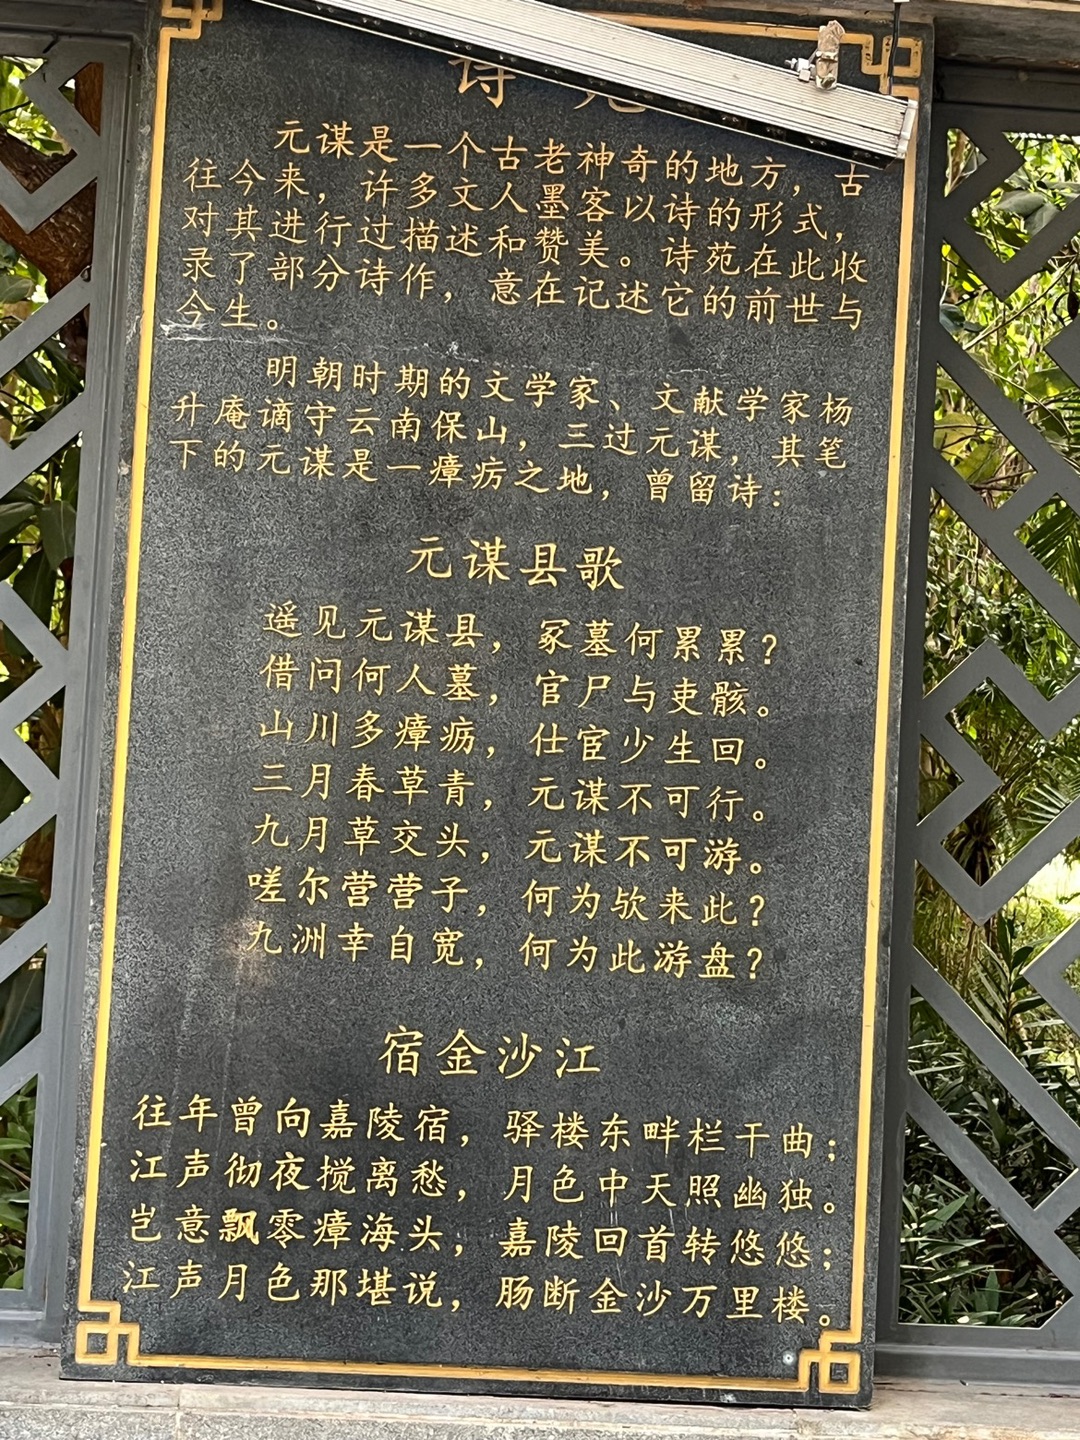 诗
元谋是一个古老神奇的地方，古
往今来，许多文人墨客以诗的形式，
对其进行过描述和赞美。诗苑在此收
录了部分诗作，意在记述它的前世与
今生。
明朝时期的文学家、文献学家杨
升庵谪守云南保山，三过元谋，其笔
下的元谋是一瘴疠之地，曾留诗：
元谋县歌
遥见元谋县，冢墓何累累？
借问何人墓，官尸与吏骸。
山川多瘴疬，仕宦少生回。
三月春草青，元谋不可行。
九月草交头，元谋不可游。
嗟尔营营子，何为欤来此？
九洲幸自宽，何为此游盘？
宿金沙江
往年曾向嘉陵宿，驿楼东畔栏干曲；
江声彻夜搅离愁，月色中天照幽独。
岂意飘零瘴海头，嘉陵回首转悠悠；
江声月色那堪说，肠断金沙万里楼。